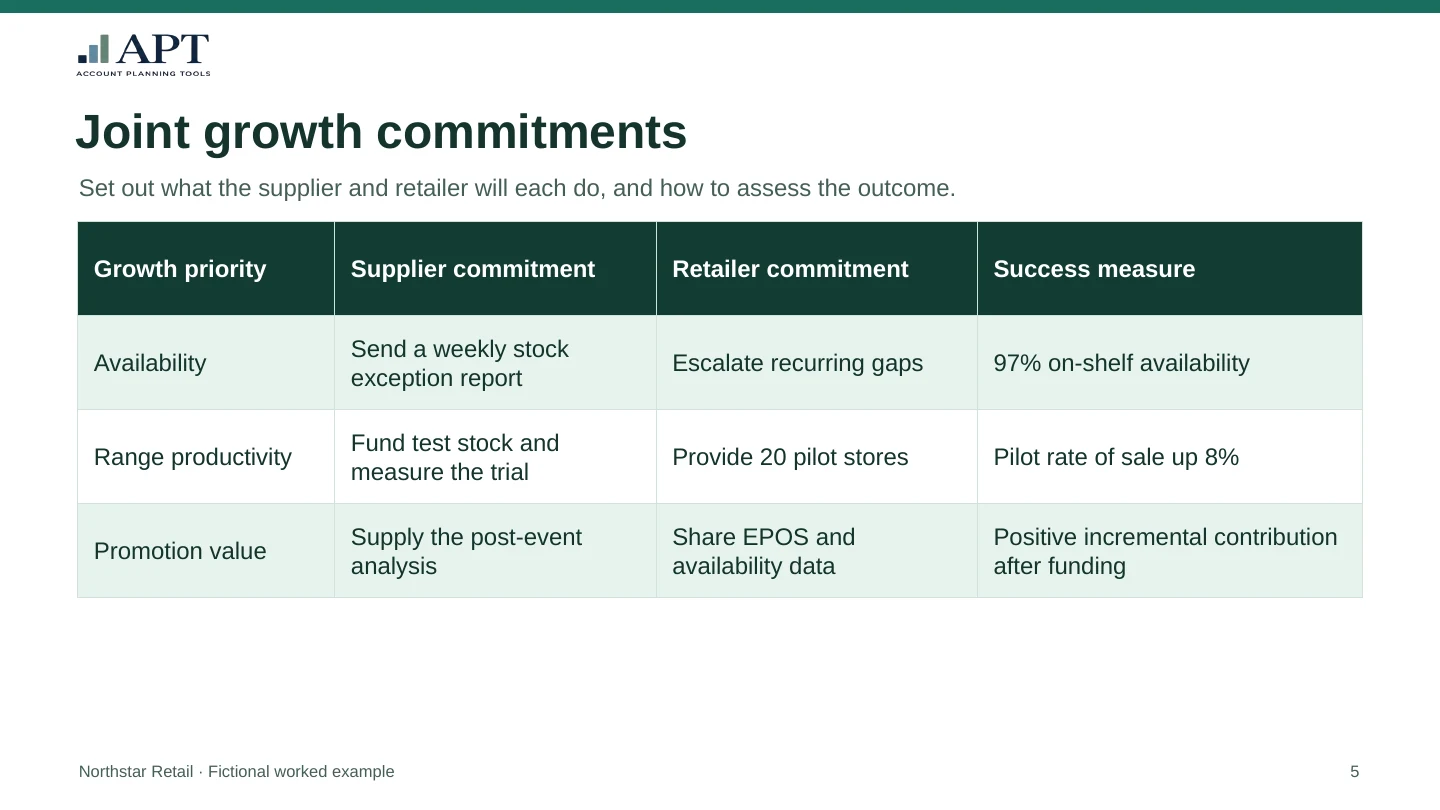 APT
ACCOUNT PLANNING TOOLS
Joint growth commitments
Set out what the supplier and retailer will each do, and how to assess the outcome.
Growth priority
Supplier commitment
Retailer commitment
Success measure
Availability
Send a weekly stock
exception report
Escalate recurring gaps
97% on-shelf availability
Range productivity
Fund test stock and
measure the trial
Provide 20 pilot stores
Pilot rate of sale up 8%
Promotion value
Supply the post-event
analysis
Share EPOS and
availability data
Positive incremental contribution
after funding
Northstar Retail · Fictional worked example
5